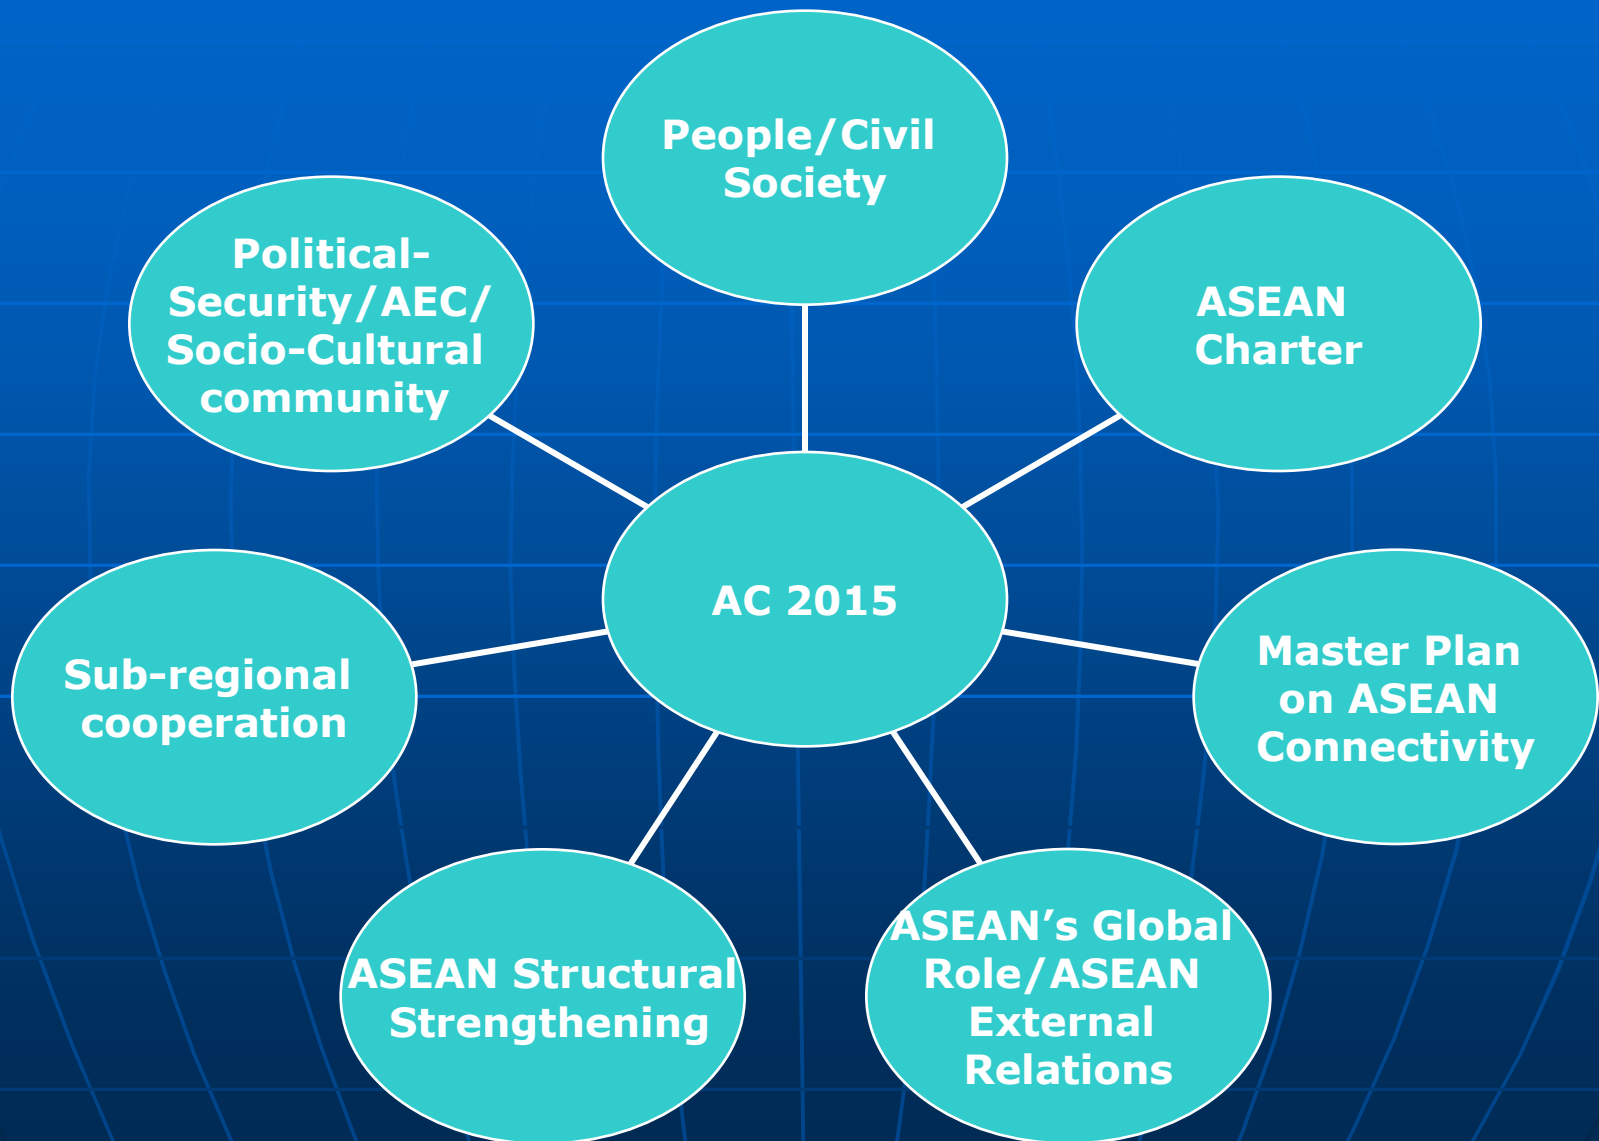 People/Civil
Society
Political-
Security/AEC/
Socio-Cultural
community
ASEAN
Charter
AC 2015
Sub-regional
cooperation
Master Plan
on ASEAN
Connectivity
ASEAN Structural
Strengthening
ASEAN’s Global
Role/ASEAN
External
Relations